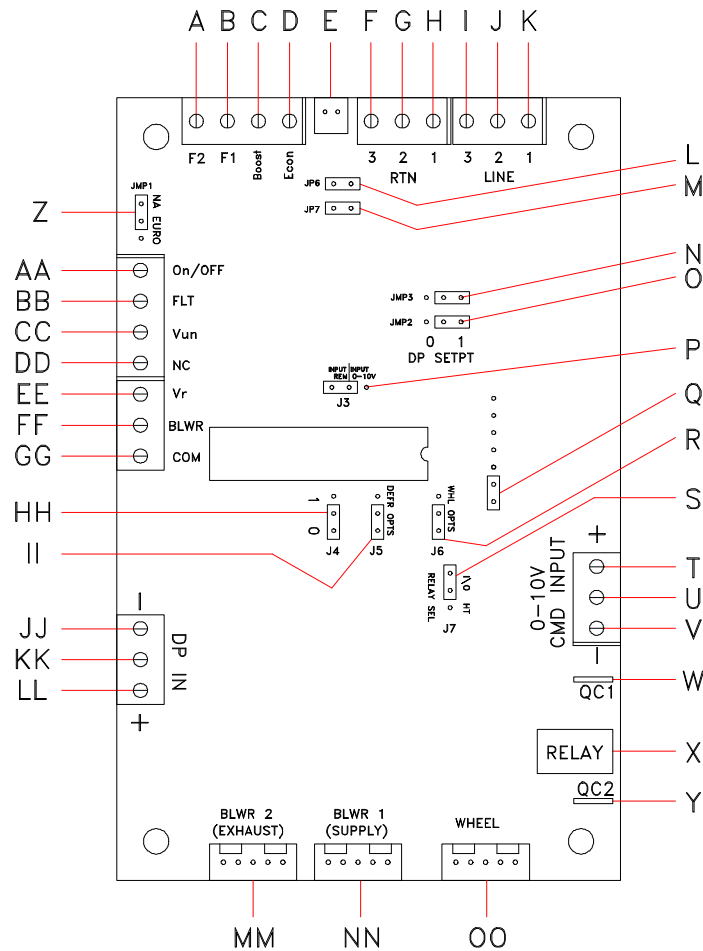 A B C D E F G H I J K
F2 F1 Boost Econ 3 2 1 3 2 1
RTN LINE
L
JP6
M
JP7
JMP1
NA EURO
Z
N
JMP3
O
JMP2
0 1
DP SETPT
AA On/OFF
BB FLT
CC Vun
DD NC
EE Vr
FF BLWR
GG COM
INPUT INPUT
REM 0-10V
J3
P
Q
R
S
HH
1
0
J4
DEFR OPTS
J5
WHL OPTS
J6
II
I\O HT
RELAY SEL
J7
+
0-10V
CMD INPUT
−
T
U
V
−
JJ
KK
LL
DP IN
+
QC1
W
RELAY
X
QC2
Y
BLWR 2
(EXHAUST)
BLWR 1
(SUPPLY)
WHEEL
MM NN OO